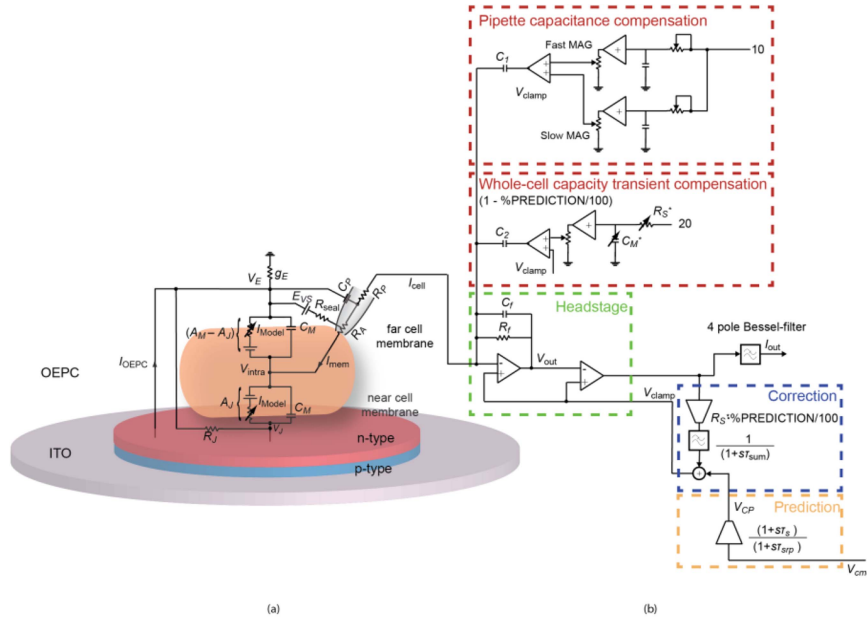 Pipette capacitance compensation
Fast MAG
C1
10
Vclamp
Slow MAG
Whole-cell capacity transient compensation
(1 - %PREDICTION/100)
RS*
20
C2
CM*
Vclamp
VE
gE
CP
RP
Icell
EVS
Rseal
RA
(AM – AJ)
IModel
CM
far cell
membrane
IOEPC
Vintra
Imem
OEPC
AJ
IModel
CM
near cell
membrane
RJ
VJ
n-type
ITO
p-type
Headstage
Cf
Rf
Vout
4 pole Bessel-filter
Iout
Vclamp
Correction
RS*%PREDICTION/100
1
(1+sτsum)
+
VCP
Prediction
(1+sτs)
(1+sτsrp)
Vcm
(a)
(b)